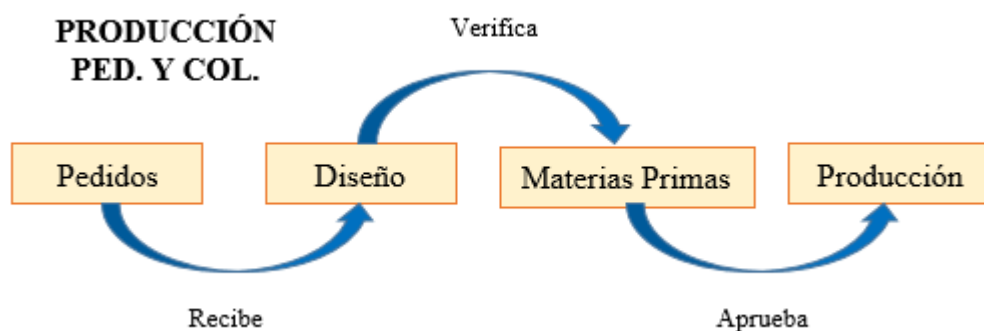 PRODUCCIÓN
PED. Y COL.
Verifica
Pedidos
Diseño
Materias Primas
Producción
Recibe
Aprueba